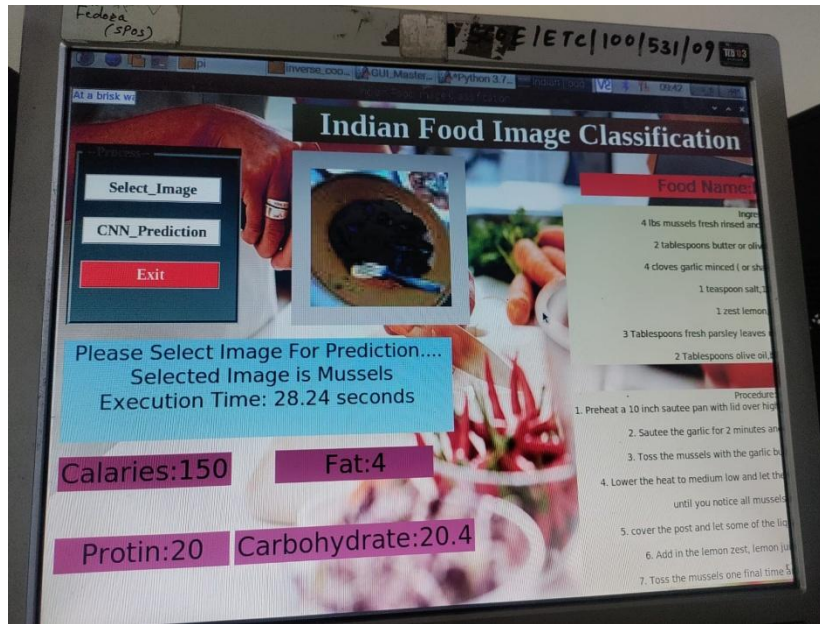 Fedora
(SPOS)
E/ETC/100/531/09
pi
inverse_coo...
GUI_Master...
*Python 3.7...
09:42
At a brisk wa
Indian Food Image Classification
Process
Select_Image
CNN_Prediction
Exit
Please Select Image For Prediction....
Selected Image is Mussels
Execution Time: 28.24 seconds
Calaries:150
Fat:4
Protin:20
Carbohydrate:20.4
Food Name:
Ingre
4 lbs mussels fresh rinsed and
2 tablespoons butter or oliv
4 cloves garlic minced ( or sha
1 teaspoon salt,
1 zest lemon,
3 Tablespoons fresh parsley leaves
2 Tablespoons olive oil,
Procedure:
1. Preheat a 10 inch sautee pan with lid over high
2. Sautee the garlic for 2 minutes an
3. Toss the mussels with the garlic bu
4. Lower the heat to medium low and let the
until you notice all mussels
5. cover the post and let some of the liq
6. Add in the lemon zest, lemon ju
7. Toss the mussels one final time a